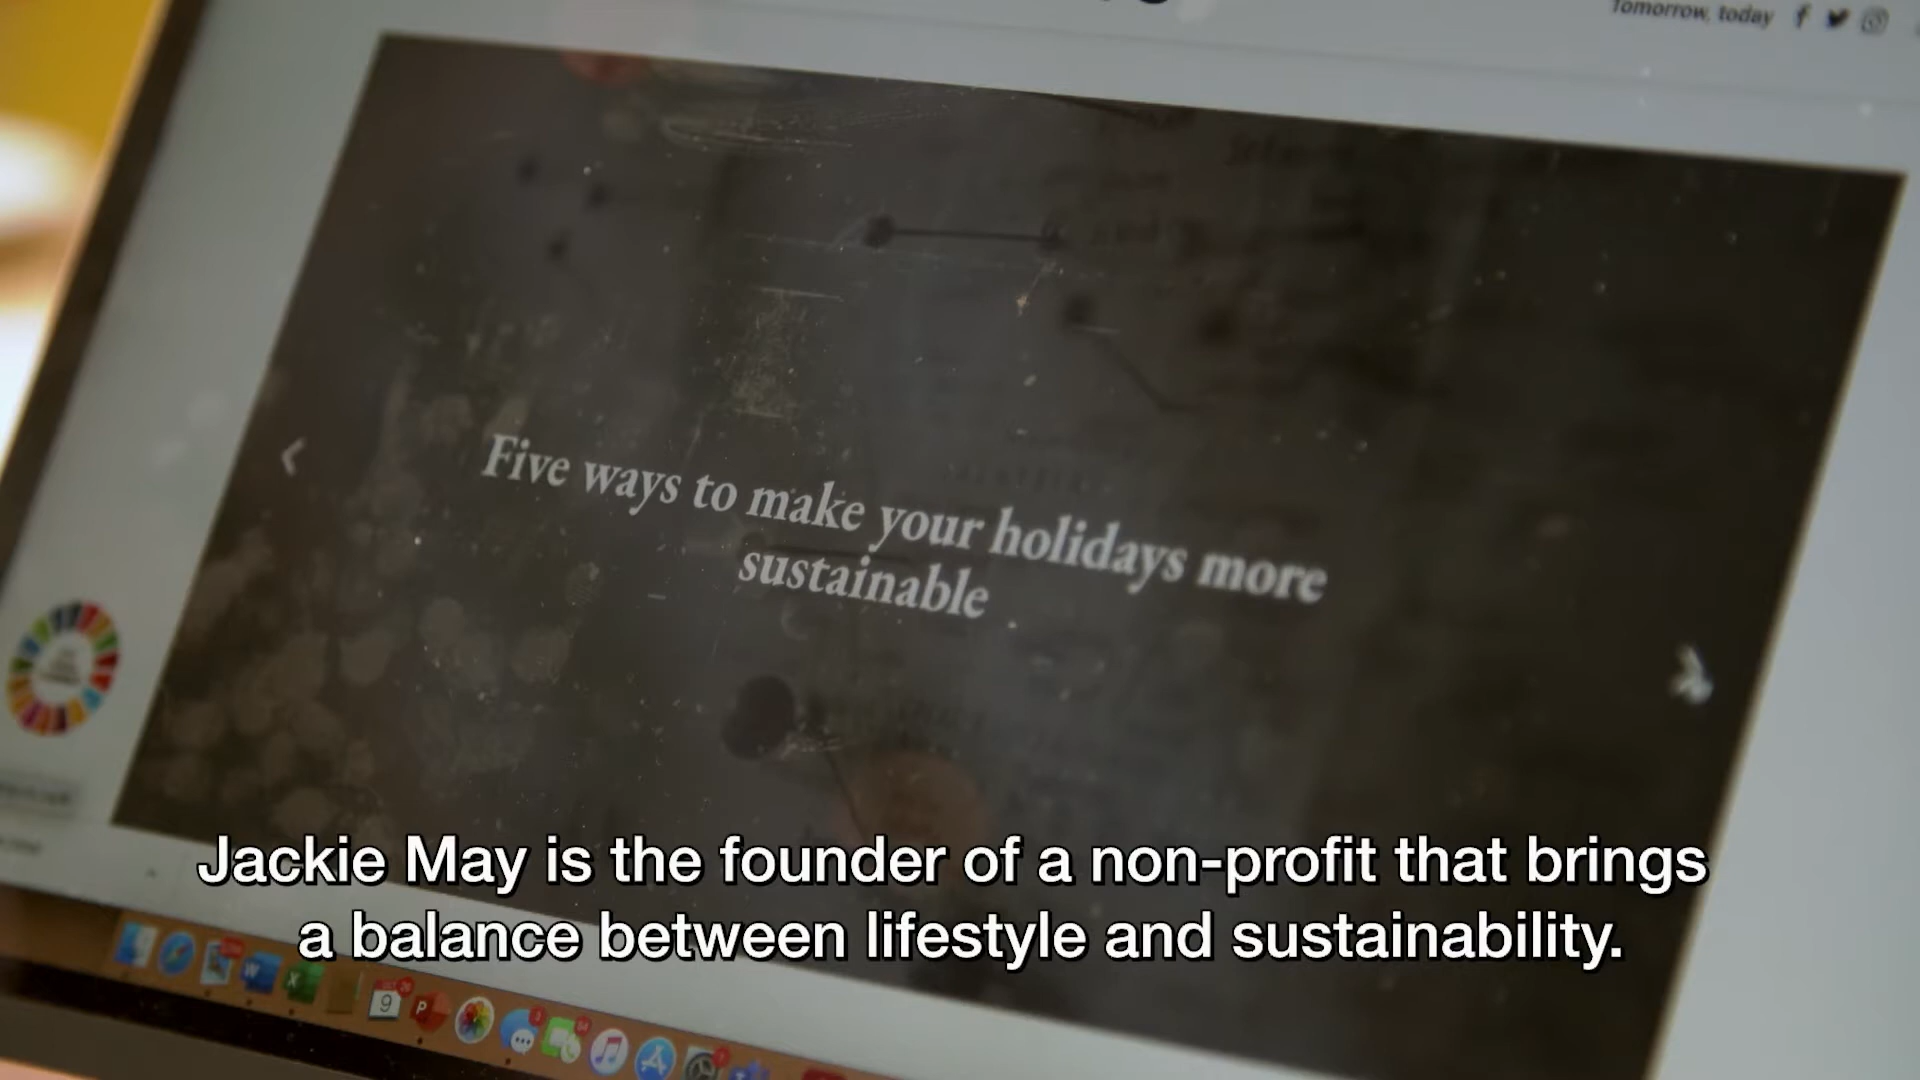 Tomorrow, today
Five ways to make your holidays more
sustainable
Jackie May is the founder of a non-profit that brings
a balance between lifestyle and sustainability.
9